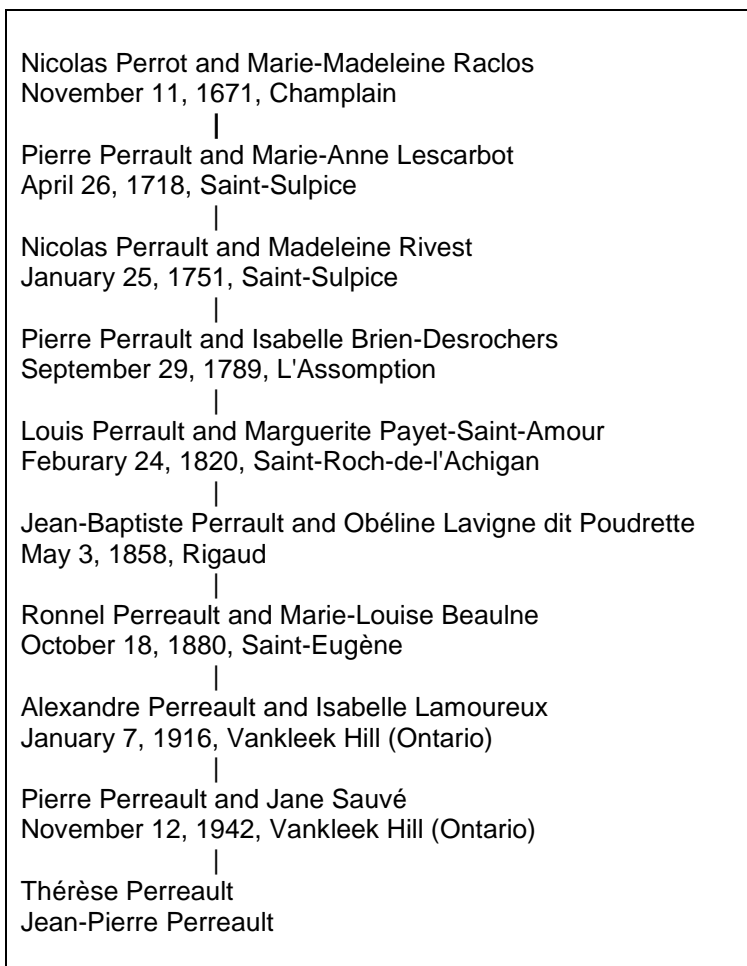 Nicolas Perrot and Marie-Madeleine Raclos
November 11, 1671, Champlain
|
Pierre Perrault and Marie-Anne Lescarbot
April 26, 1718, Saint-Sulpice
|
Nicolas Perrault and Madeleine Rivest
January 25, 1751, Saint-Sulpice
|
Pierre Perrault and Isabelle Brien-Desrochers
September 29, 1789, L'Assomption
|
Louis Perrault and Marguerite Payet-Saint-Amour
Feburary 24, 1820, Saint-Roch-de-l'Achigan
|
Jean-Baptiste Perrault and Obéline Lavigne dit Poudrette
May 3, 1858, Rigaud
|
Ronnel Perreault and Marie-Louise Beaulne
October 18, 1880, Saint-Eugène
|
Alexandre Perreault and Isabelle Lamoureux
January 7, 1916, Vankleek Hill (Ontario)
|
Pierre Perreault and Jane Sauvé
November 12, 1942, Vankleek Hill (Ontario)
|
Thérèse Perreault
Jean-Pierre Perreault